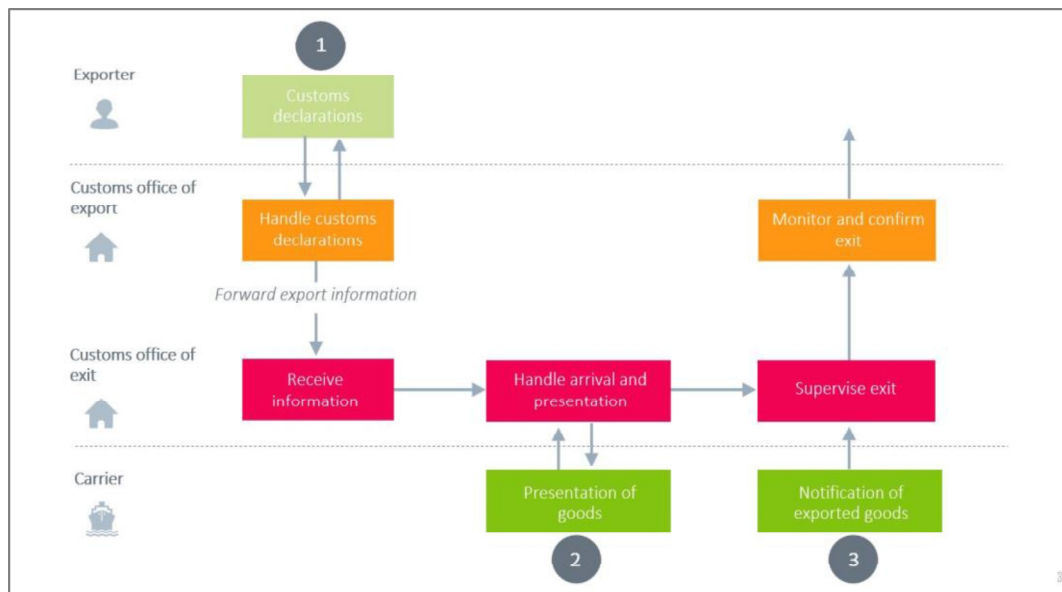 1
Exporter
Customs
declarations
Customs office of
export
Handle customs
declarations
Monitor and confirm
exit
Forward export information
Customs office of
exit
Receive
information
Handle arrival and
presentation
Supervise exit
Carrier
Presentation of
goods
Notification of
exported goods
2
3
3